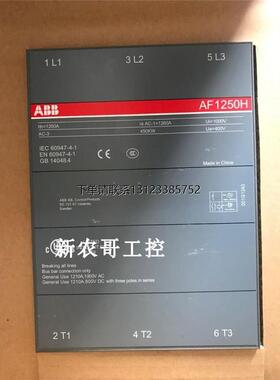 1 L1 3 L2 5 L3
ABB
AF1250H
Ith=1260A Ie AC-1=1260A Ui=1000V
AC-3 450KW Ue=400V
IEC 60947-4-1
EN 60947-4-1
GB 14048.4
Made in China
下单请联系13123385752
ABB AB, Control Products
Sweden
新农哥工控
Breaking all lines
Bus bar connection only
General Use 1210A,1000V AC
General Use 1210A,600V DC with three poles in series
2 T1 4 T2 6 T3